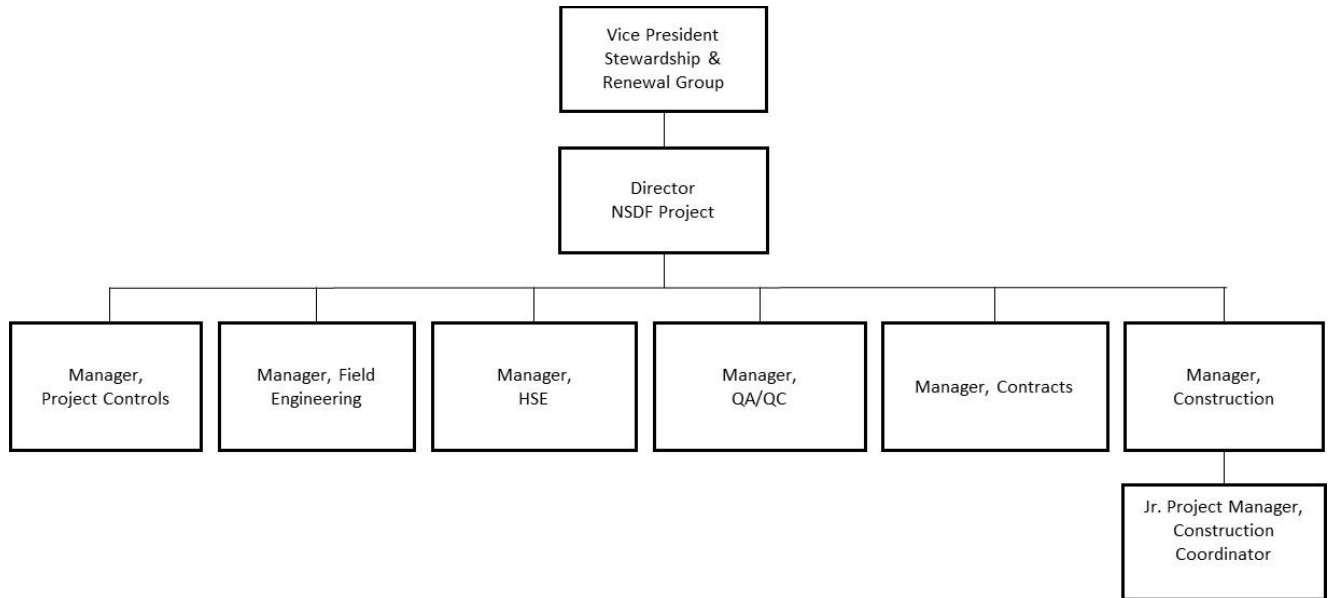 Vice President
Stewardship &
Renewal Group
Director
NSDF Project
Manager,
Project Controls
Manager, Field
Engineering
Manager,
HSE
Manager,
QA/QC
Manager, Contracts
Manager,
Construction
Jr. Project Manager,
Construction
Coordinator